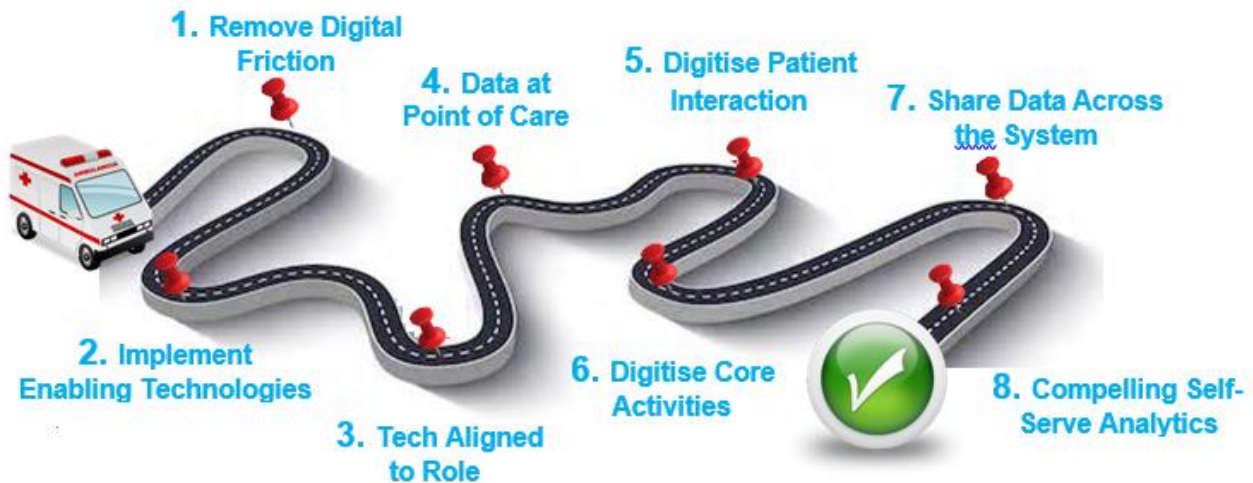 1. Remove Digital
Friction
2. Implement
Enabling Technologies
3. Tech Aligned
to Role
4. Data at
Point of Care
5. Digitise Patient
Interaction
6. Digitise Core
Activities
7. Share Data Across
the System
8. Compelling Self-
Serve Analytics